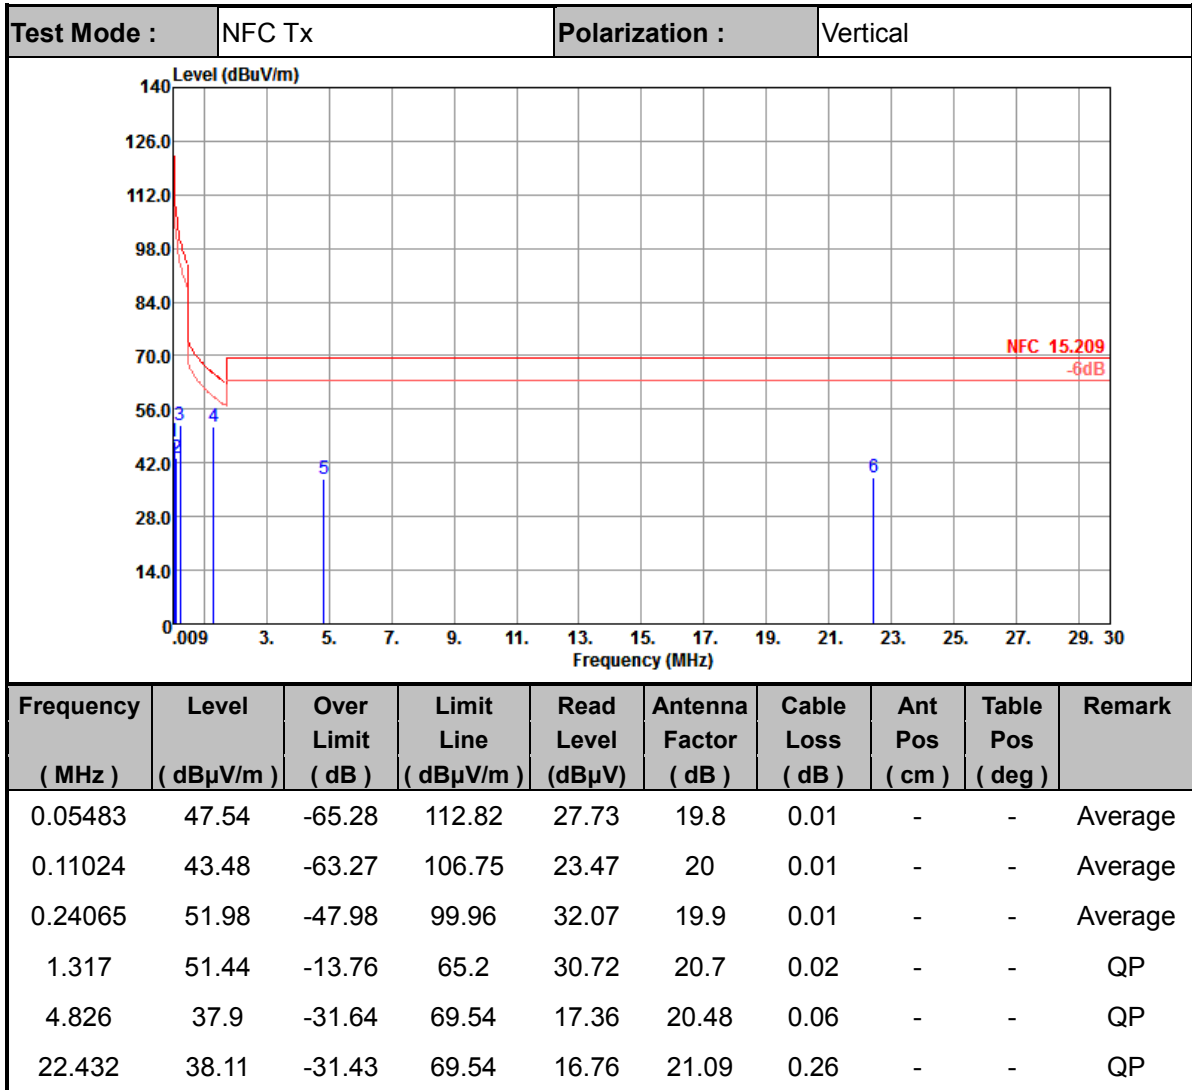 Test Mode : NFC Tx Polarization : Vertical
Level (dBuV/m)
140
126.0
112.0
98.0
84.0
70.0
56.0
42.0
28.0
14.0
0
NFC 15.209
-6dB
2
3
4
5
6
.009 3. 5. 7. 9. 11. 13. 15. 17. 19. 21. 23. 25. 27. 29. 30
Frequency (MHz)
Frequency Level Over Limit Read Antenna Cable Ant Table Remark
Limit Line Level Factor Loss Pos Pos
( MHz ) ( dBµV/m ) ( dB ) ( dBµV/m ) (dBµV) ( dB ) ( dB ) ( cm ) ( deg )
0.05483 47.54 -65.28 112.82 27.73 19.8 0.01 - - Average
0.11024 43.48 -63.27 106.75 23.47 20 0.01 - - Average
0.24065 51.98 -47.98 99.96 32.07 19.9 0.01 - - Average
1.317 51.44 -13.76 65.2 30.72 20.7 0.02 - - QP
4.826 37.9 -31.64 69.54 17.36 20.48 0.06 - - QP
22.432 38.11 -31.43 69.54 16.76 21.09 0.26 - - QP